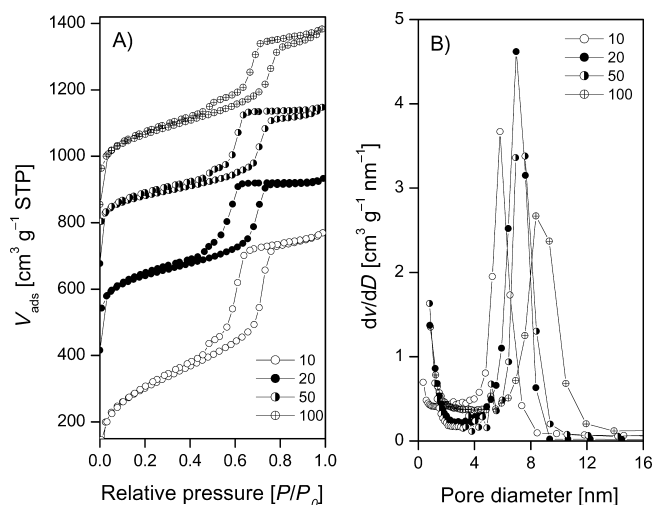 A)
1400
1200
1000
800
600
400
200
V_ads [cm³ g⁻¹ STP]
10
20
50
100
0.0 0.2 0.4 0.6 0.8 1.0
Relative pressure [P/P₀]
B)
5
4
3
2
1
0
dv/dD [cm³ g⁻¹ nm⁻¹]
10
20
50
100
0 4 8 12 16
Pore diameter [nm]